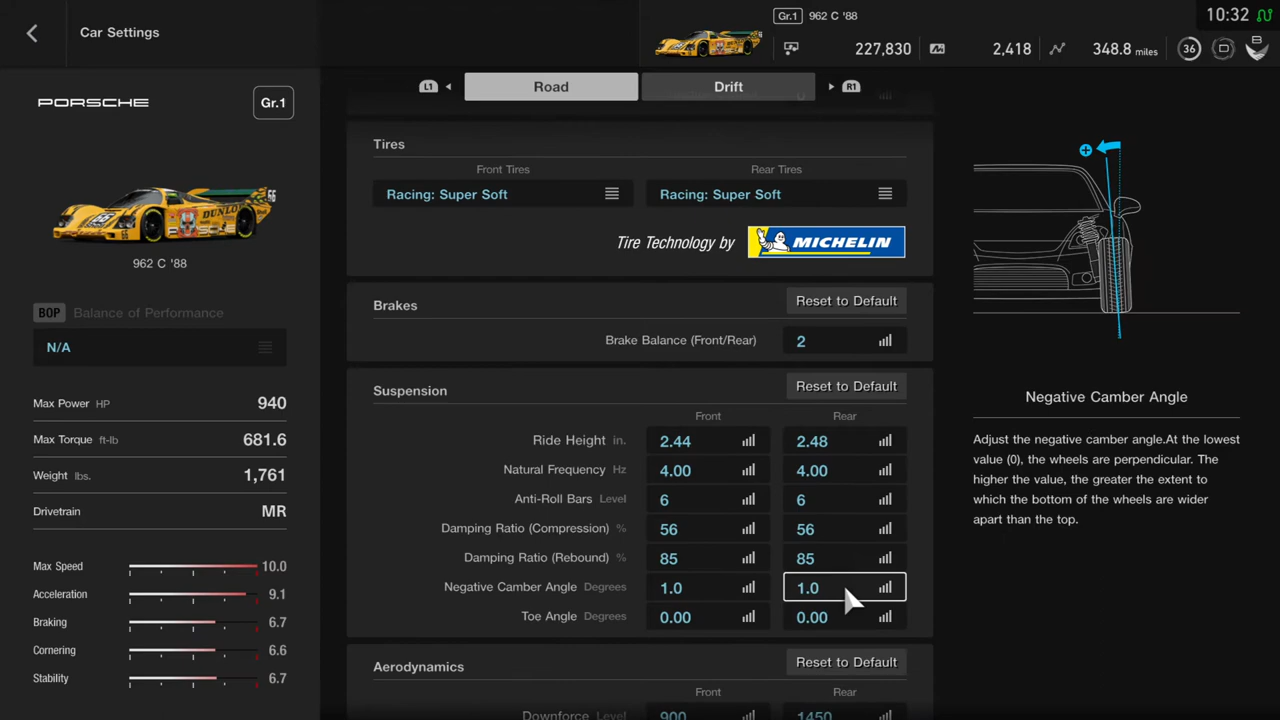 Car Settings
Gr.1 962 C '88
227,830 2,418 348.8 miles 36 B
10:32
L1 Road Drift R1
PORSCHE Gr.1
962 C '88
BOP Balance of Performance
N/A
Max Power HP 940
Max Torque ft-lb 681.6
Weight lbs. 1,761
Drivetrain MR
Max Speed 10.0
Acceleration 9.1
Braking 6.7
Cornering 6.6
Stability 6.7
Tires
Front Tires Rear Tires
Racing: Super Soft Racing: Super Soft
Tire Technology by MICHELIN
Brakes Reset to Default
Brake Balance (Front/Rear) 2
Suspension Reset to Default
Front Rear
Ride Height in. 2.44 2.48
Natural Frequency Hz 4.00 4.00
Anti-Roll Bars Level 6 6
Damping Ratio (Compression) % 56 56
Damping Ratio (Rebound) % 85 85
Negative Camber Angle Degrees 1.0 1.0
Toe Angle Degrees 0.00 0.00
Aerodynamics Reset to Default
Front Rear
Downforce Level 900 1450
Negative Camber Angle
Adjust the negative camber angle.At the lowest
value (0), the wheels are perpendicular. The
higher the value, the greater the extent to
which the bottom of the wheels are wider
apart than the top.